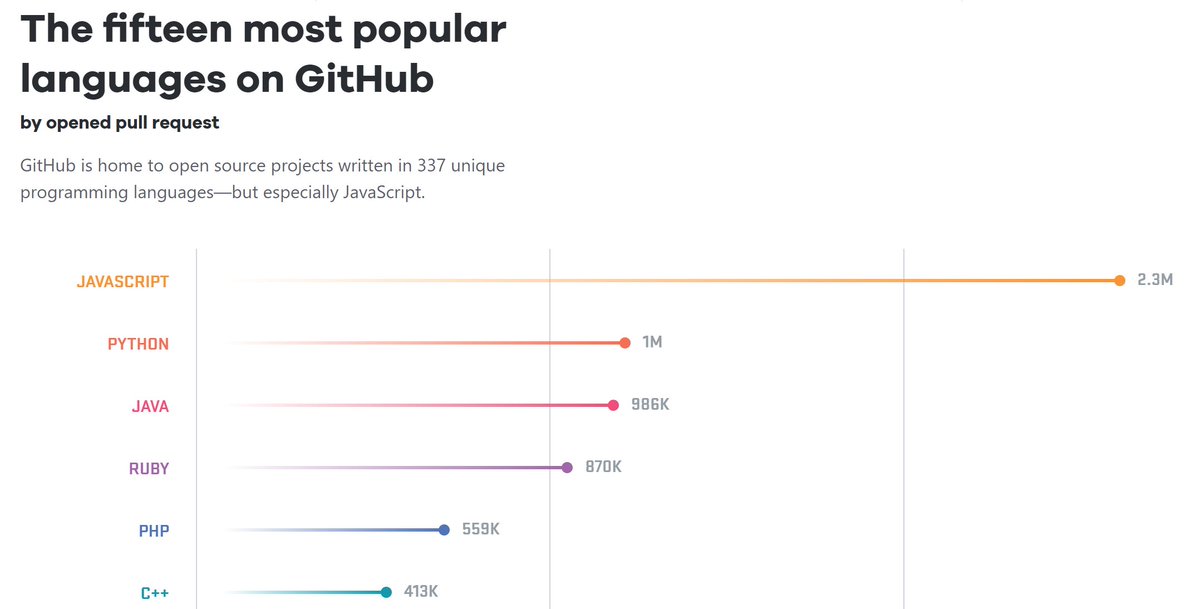 The fifteen most popular
languages on GitHub
by opened pull request
GitHub is home to open source projects written in 337 unique
programming languages—but especially JavaScript.
JAVASCRIPT 2.3M
PYTHON 1M
JAVA 986K
RUBY 870K
PHP 559K
C++ 413K